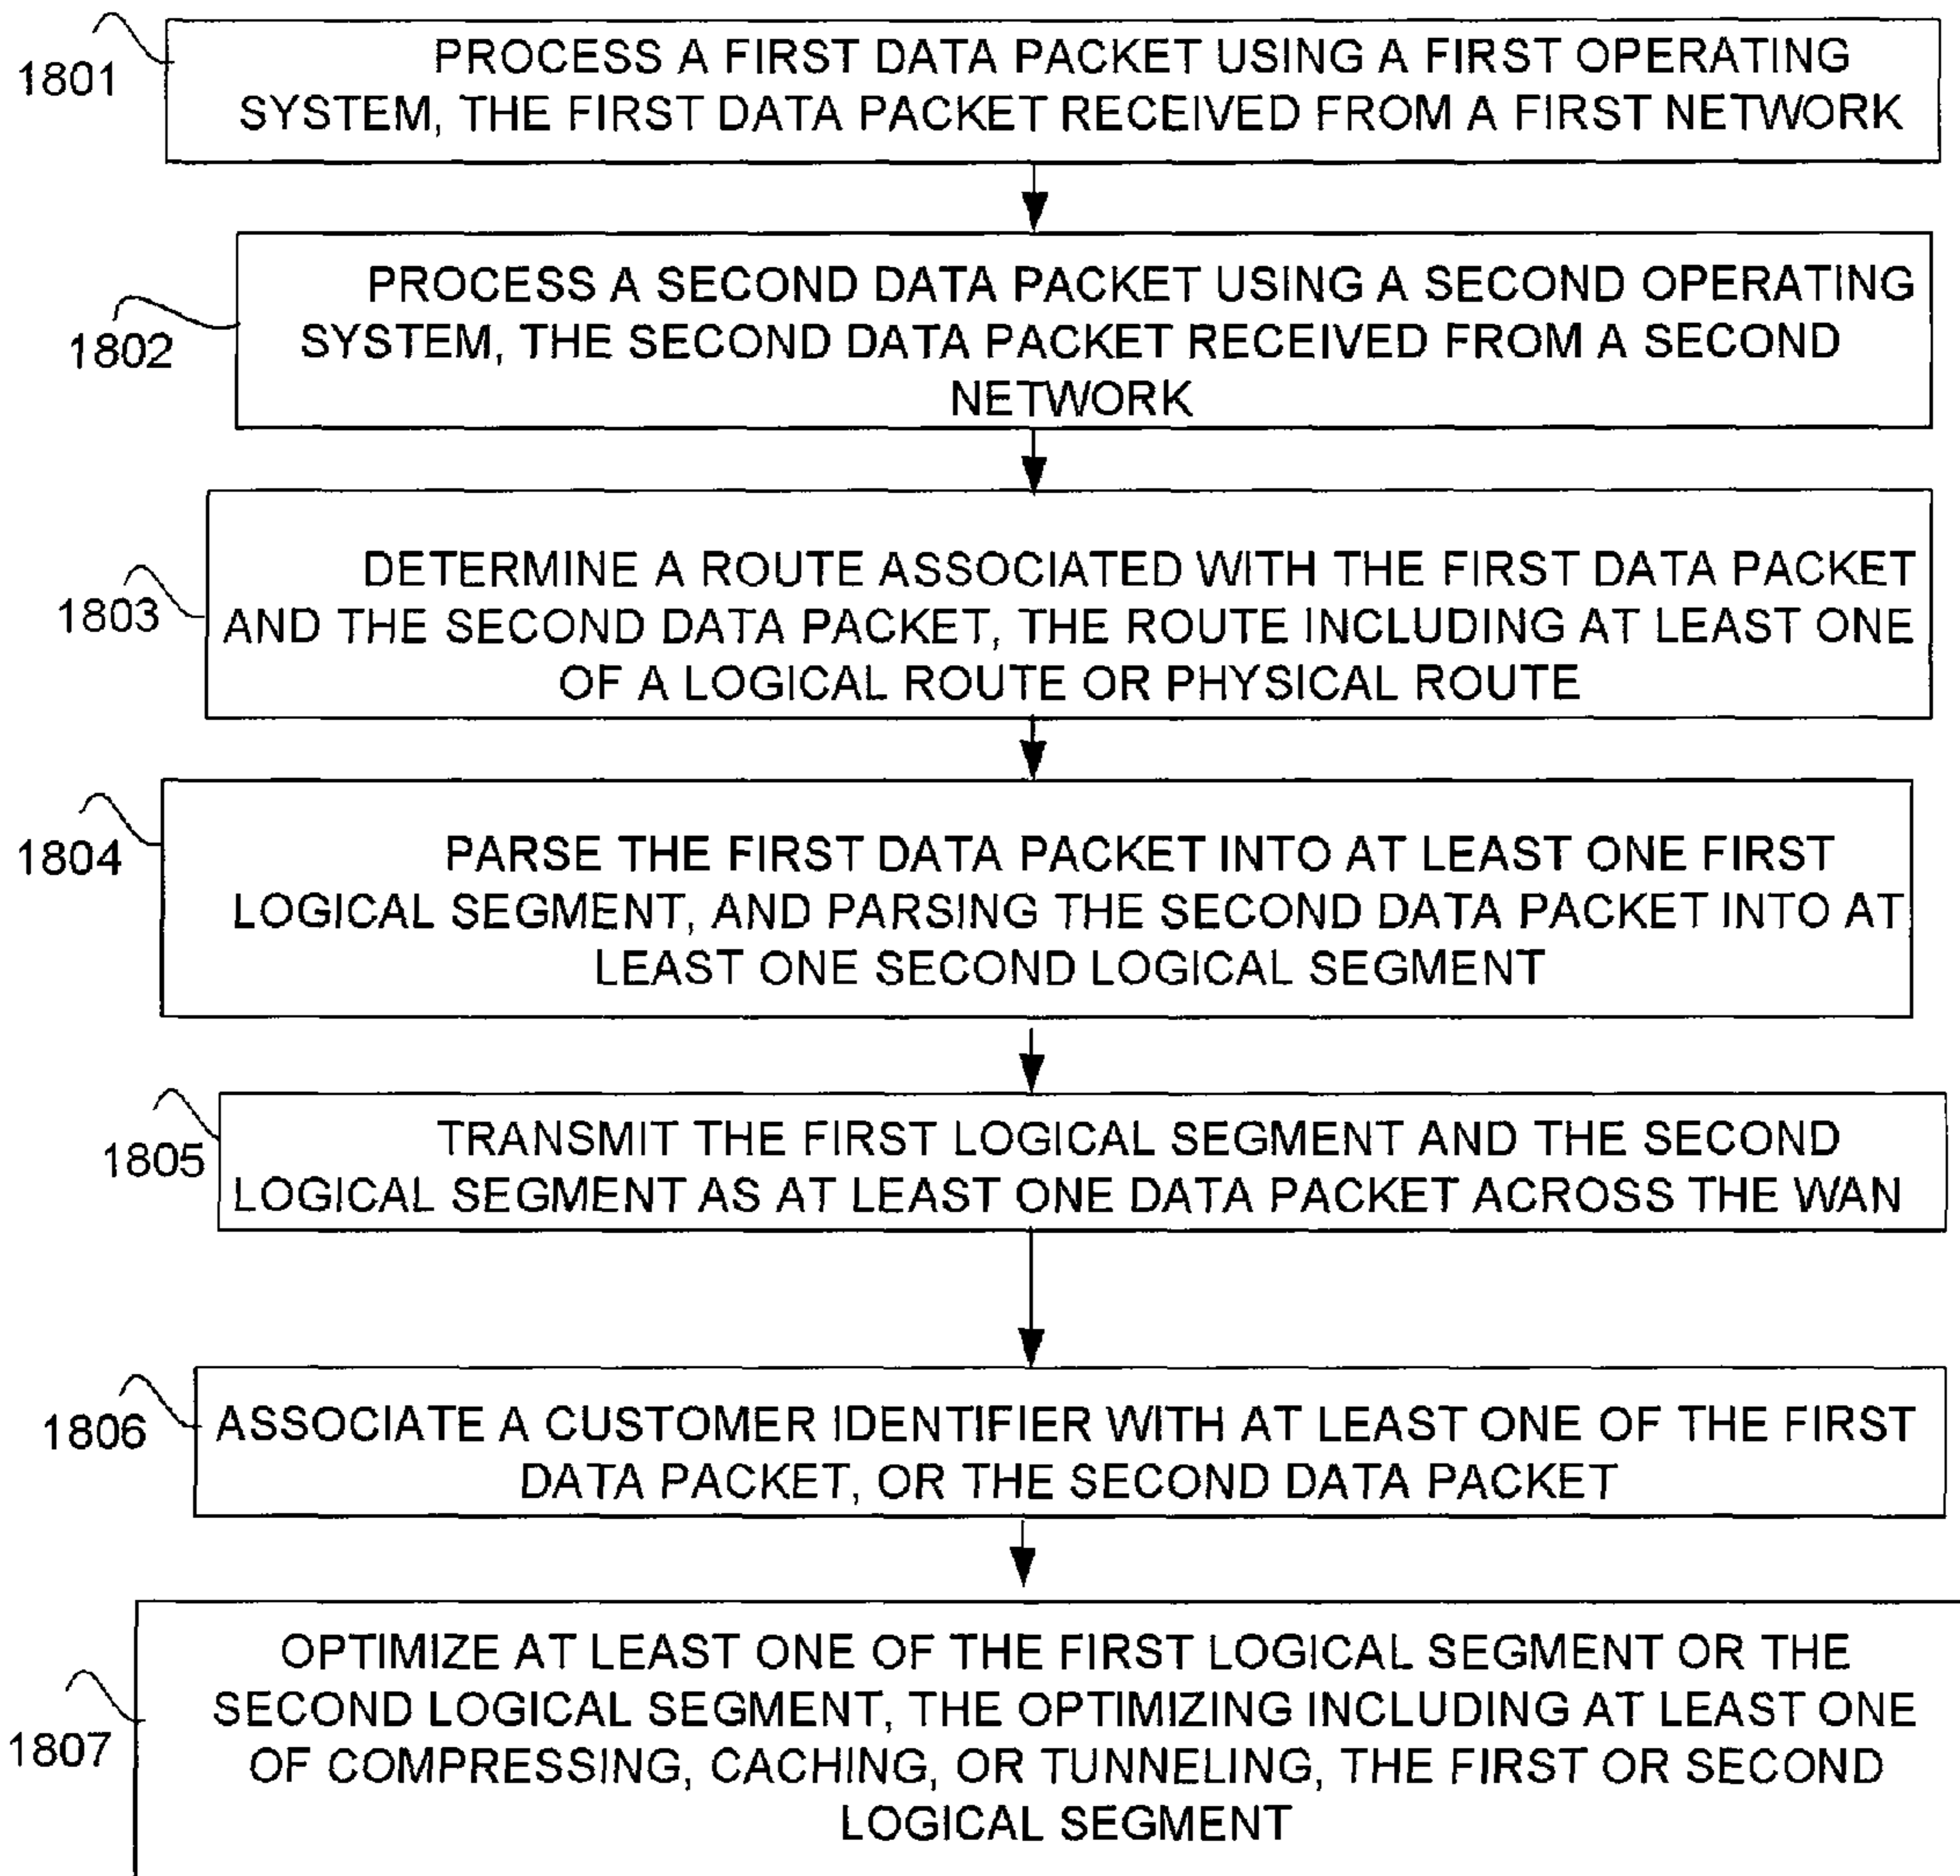 1801
PROCESS A FIRST DATA PACKET USING A FIRST OPERATING
SYSTEM, THE FIRST DATA PACKET RECEIVED FROM A FIRST NETWORK
1802
PROCESS A SECOND DATA PACKET USING A SECOND OPERATING
SYSTEM, THE SECOND DATA PACKET RECEIVED FROM A SECOND
NETWORK
1803
DETERMINE A ROUTE ASSOCIATED WITH THE FIRST DATA PACKET
AND THE SECOND DATA PACKET, THE ROUTE INCLUDING AT LEAST ONE
OF A LOGICAL ROUTE OR PHYSICAL ROUTE
1804
PARSE THE FIRST DATA PACKET INTO AT LEAST ONE FIRST
LOGICAL SEGMENT, AND PARSING THE SECOND DATA PACKET INTO AT
LEAST ONE SECOND LOGICAL SEGMENT
1805
TRANSMIT THE FIRST LOGICAL SEGMENT AND THE SECOND
LOGICAL SEGMENT AS AT LEAST ONE DATA PACKET ACROSS THE WAN
1806
ASSOCIATE A CUSTOMER IDENTIFIER WITH AT LEAST ONE OF THE FIRST
DATA PACKET, OR THE SECOND DATA PACKET
1807
OPTIMIZE AT LEAST ONE OF THE FIRST LOGICAL SEGMENT OR THE
SECOND LOGICAL SEGMENT, THE OPTIMIZING INCLUDING AT LEAST ONE
OF COMPRESSING, CACHING, OR TUNNELING, THE FIRST OR SECOND
LOGICAL SEGMENT